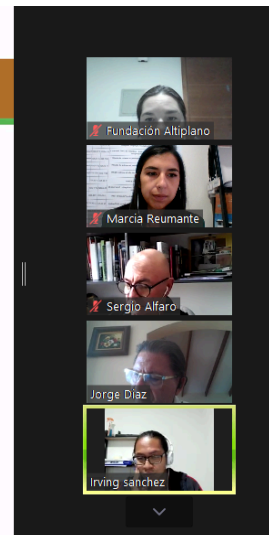 Fundación Altiplano
Marcia Reumante
Sergio Alfaro
Jorge Díaz
Irving sanchez